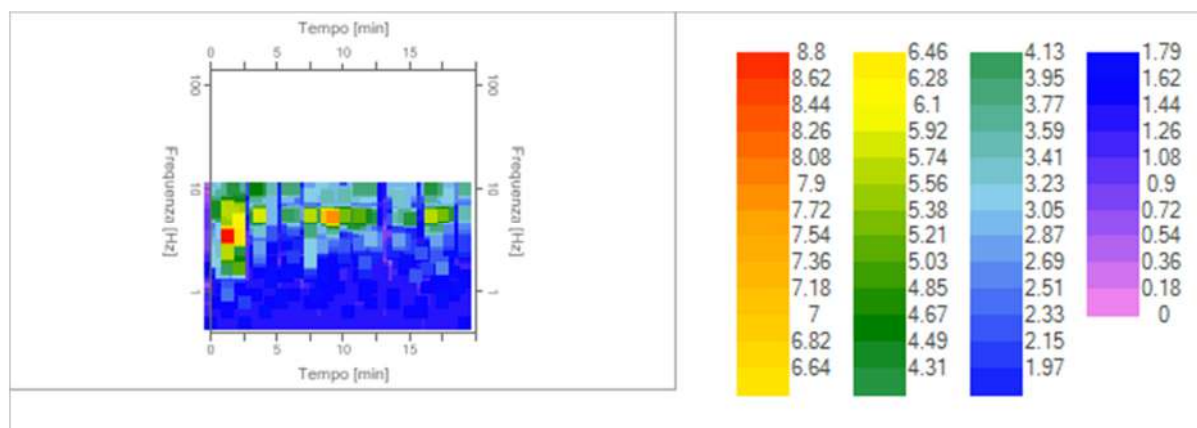 Tempo [min]
0 5 10 15
100 100
Frequenza [Hz] Frequenza [Hz]
10 10
1 1
0 5 10 15
Tempo [min]
8.8 6.46 4.13 1.79
8.62 6.28 3.95 1.62
8.44 6.1 3.77 1.44
8.26 5.92 3.59 1.26
8.08 5.74 3.41 1.08
7.9 5.56 3.23 0.9
7.72 5.38 3.05 0.72
7.54 5.21 2.87 0.54
7.36 5.03 2.69 0.36
7.18 4.85 2.51 0.18
7 4.67 2.33 0
6.82 4.49 2.15
6.64 4.31 1.97